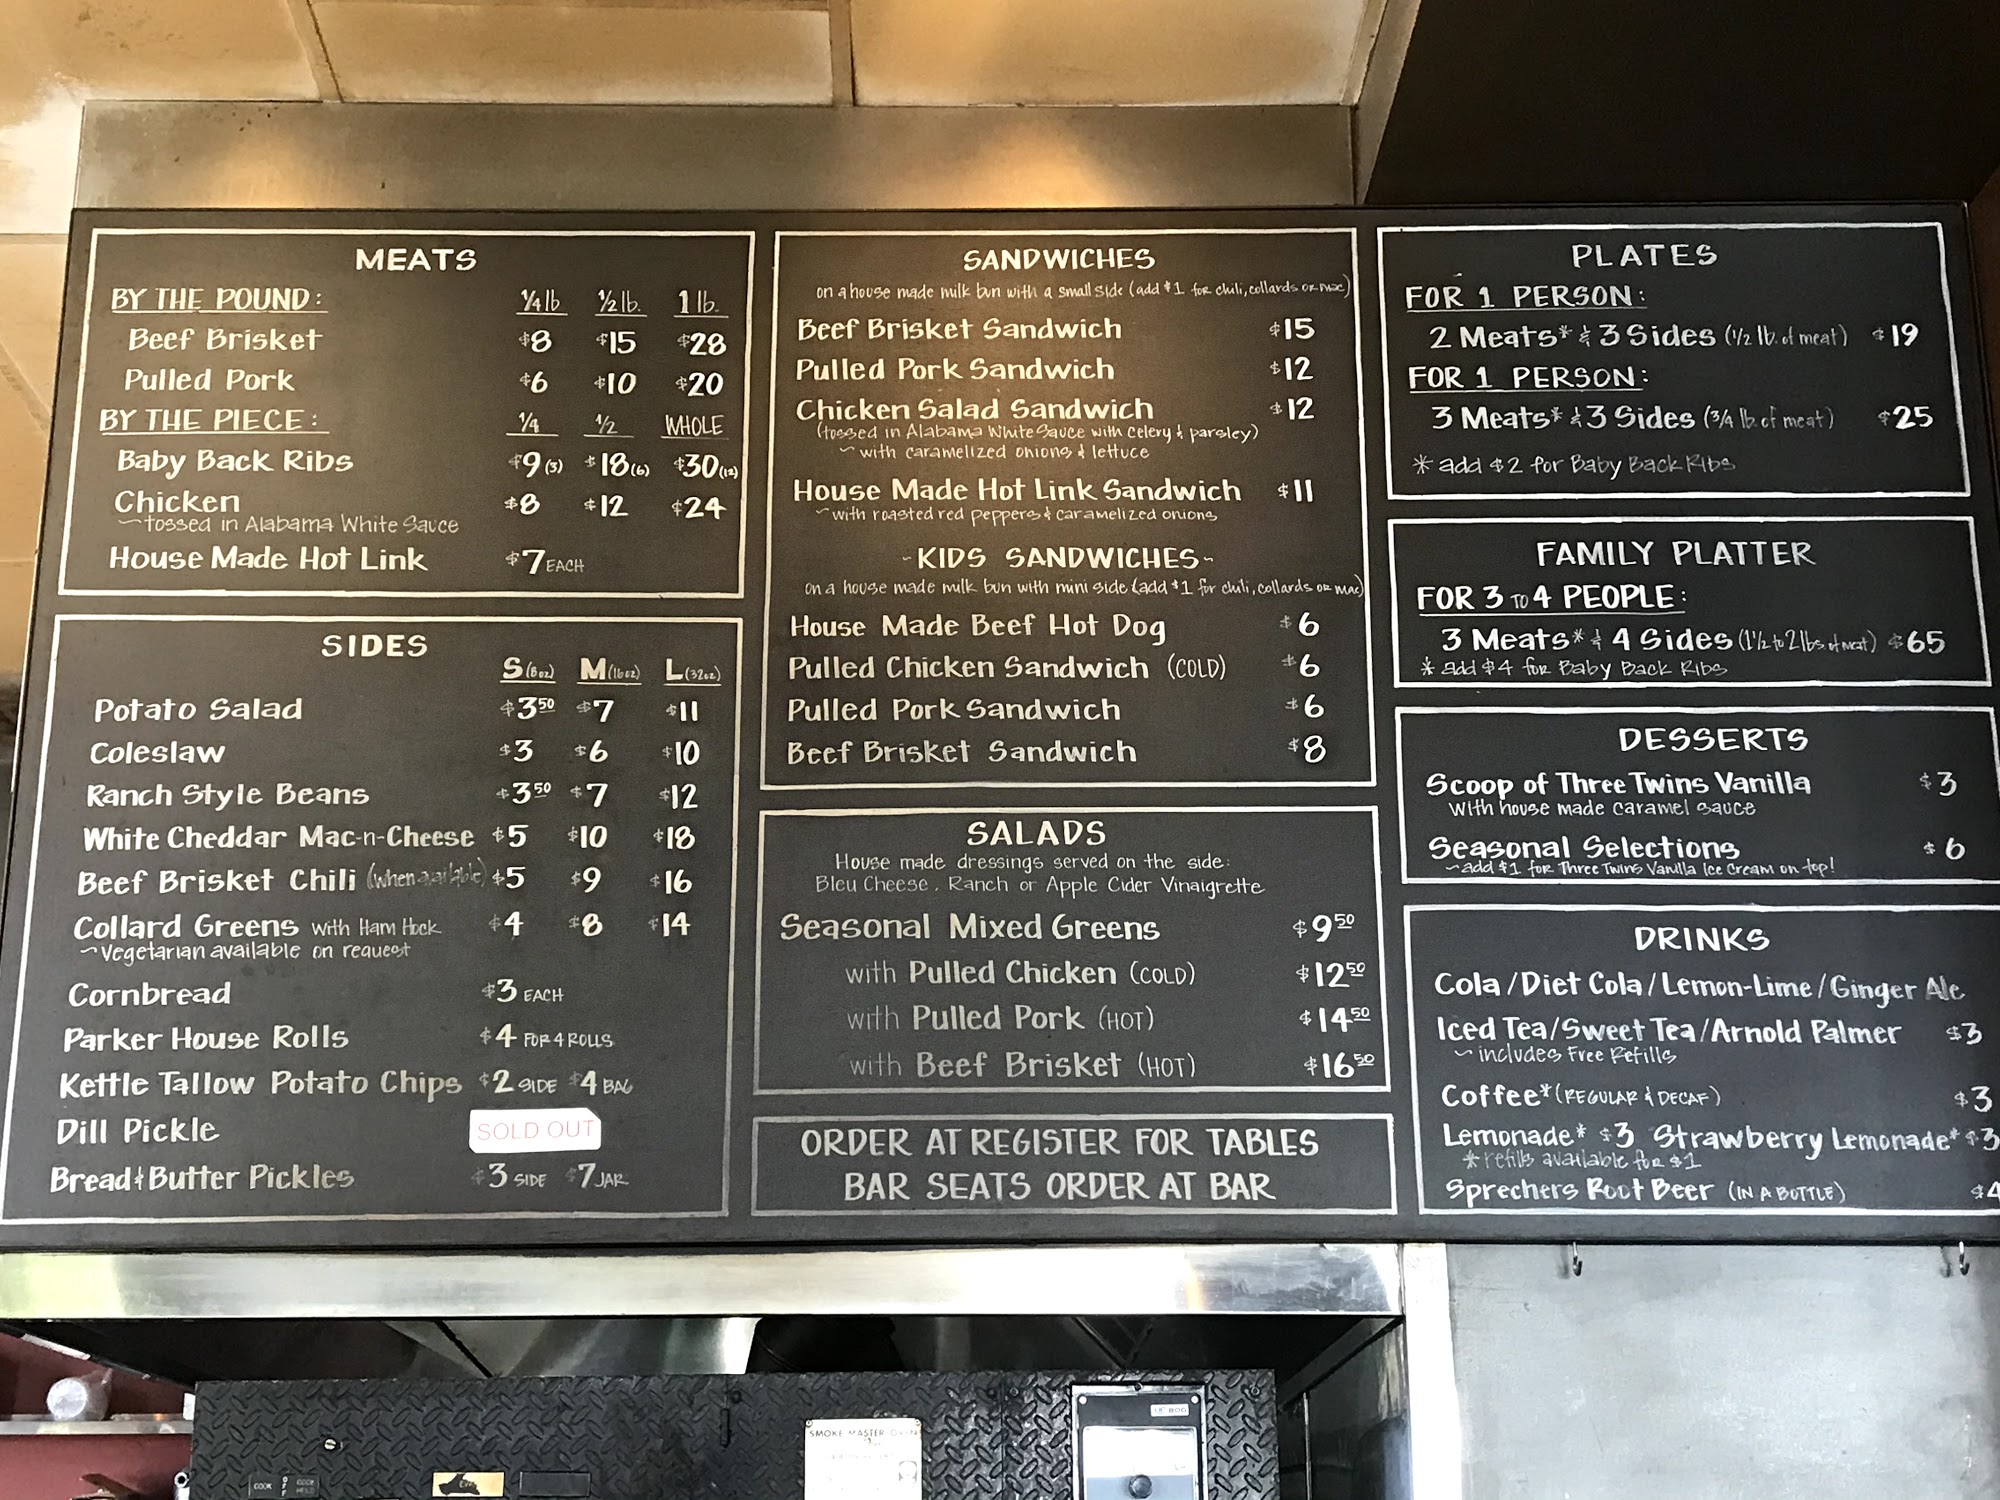 MEATS
BY THE POUND: 1/4 lb 1/2 lb. 1 lb.
Beef Brisket $8 $15 $28
Pulled Pork $6 $10 $20
BY THE PIECE: 1/4 1/2 WHOLE
Baby Back Ribs $9 (3) $18 (6) $30 (12)
Chicken $8 $12 $24
~tossed in Alabama White Sauce
House Made Hot Link $7 EACH
SIDES
S (8oz) M (16oz) L (32oz)
Potato Salad $3.50 $7 $11
Coleslaw $3 $6 $10
Ranch Style Beans $3.50 $7 $12
White Cheddar Mac-n-Cheese $5 $10 $18
Beef Brisket Chili (when available) $5 $9 $16
Collard Greens with Ham Hock $4 $8 $14
~Vegetarian available on request
Cornbread $3 EACH
Parker House Rolls $4 FOR 4 ROLLS
Kettle Tallow Potato Chips $2 SIDE $4 BAG
Dill Pickle SOLD OUT
Bread & Butter Pickles $3 SIDE $7 JAR
SANDWICHES
on a house made milk bun with a small side (add $1 for chili, collards or mac)
Beef Brisket Sandwich $15
Pulled Pork Sandwich $12
Chicken Salad Sandwich $12
(tossed in Alabama White Sauce with celery & parsley)
~with caramelized onions & lettuce
House Made Hot Link Sandwich $11
~with roasted red peppers & caramelized onions
~KIDS SANDWICHES~
on a house made milk bun with mini side (add $1 for chili, collards or mac)
House Made Beef Hot Dog $6
Pulled Chicken Sandwich (COLD) $6
Pulled Pork Sandwich $6
Beef Brisket Sandwich $8
SALADS
House made dressings served on the side:
Bleu Cheese, Ranch or Apple Cider Vinaigrette
Seasonal Mixed Greens $9.50
with Pulled Chicken (COLD) $12.50
with Pulled Pork (HOT) $14.50
with Beef Brisket (HOT) $16.50
ORDER AT REGISTER FOR TABLES
BAR SEATS ORDER AT BAR
PLATES
FOR 1 PERSON:
2 Meats* & 3 Sides (1/2 lb. of meat) $19
FOR 1 PERSON:
3 Meats* & 3 Sides (3/4 lb of meat) $25
* add $2 for Baby Back Ribs
FAMILY PLATTER
FOR 3 TO 4 PEOPLE:
3 Meats* & 4 Sides (1 1/2 to 2 lbs. of meat) $65
* add $4 for Baby Back Ribs
DESSERTS
Scoop of Three Twins Vanilla $3
with house made caramel sauce
Seasonal Selections $6
~add $1 for Three Twins Vanilla Ice Cream on top!
DRINKS
Cola/Diet Cola/Lemon-Lime/Ginger Ale
Iced Tea/Sweet Tea/Arnold Palmer $3
~includes Free Refills
Coffee* (REGULAR & DECAF) $3
Lemonade* $3 Strawberry Lemonade* $3
*refills available for $1
Sprechers Root Beer (IN A BOTTLE) $4
SMOKE MASTER OVEN
COOK OFF COOK HOLD